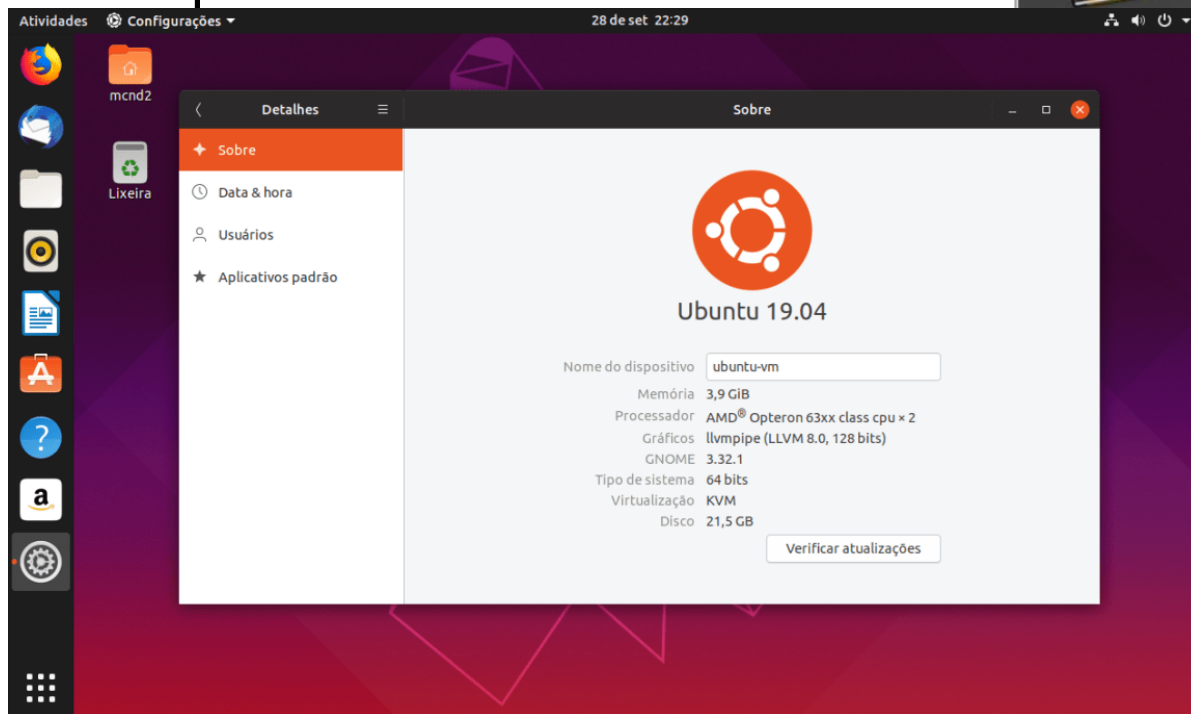 Atividades Configurações 28 de set 22:29
mcnd2
Lixeira
Detalhes
Sobre
Sobre
Data & hora
Usuários
Aplicativos padrão
Ubuntu 19.04
Nome do dispositivo ubuntu-vm
Memória 3,9 GiB
Processador AMD® Opteron 63xx class cpu × 2
Gráficos llvmpipe (LLVM 8.0, 128 bits)
GNOME 3.32.1
Tipo de sistema 64 bits
Virtualização KVM
Disco 21,5 GB
Verificar atualizações